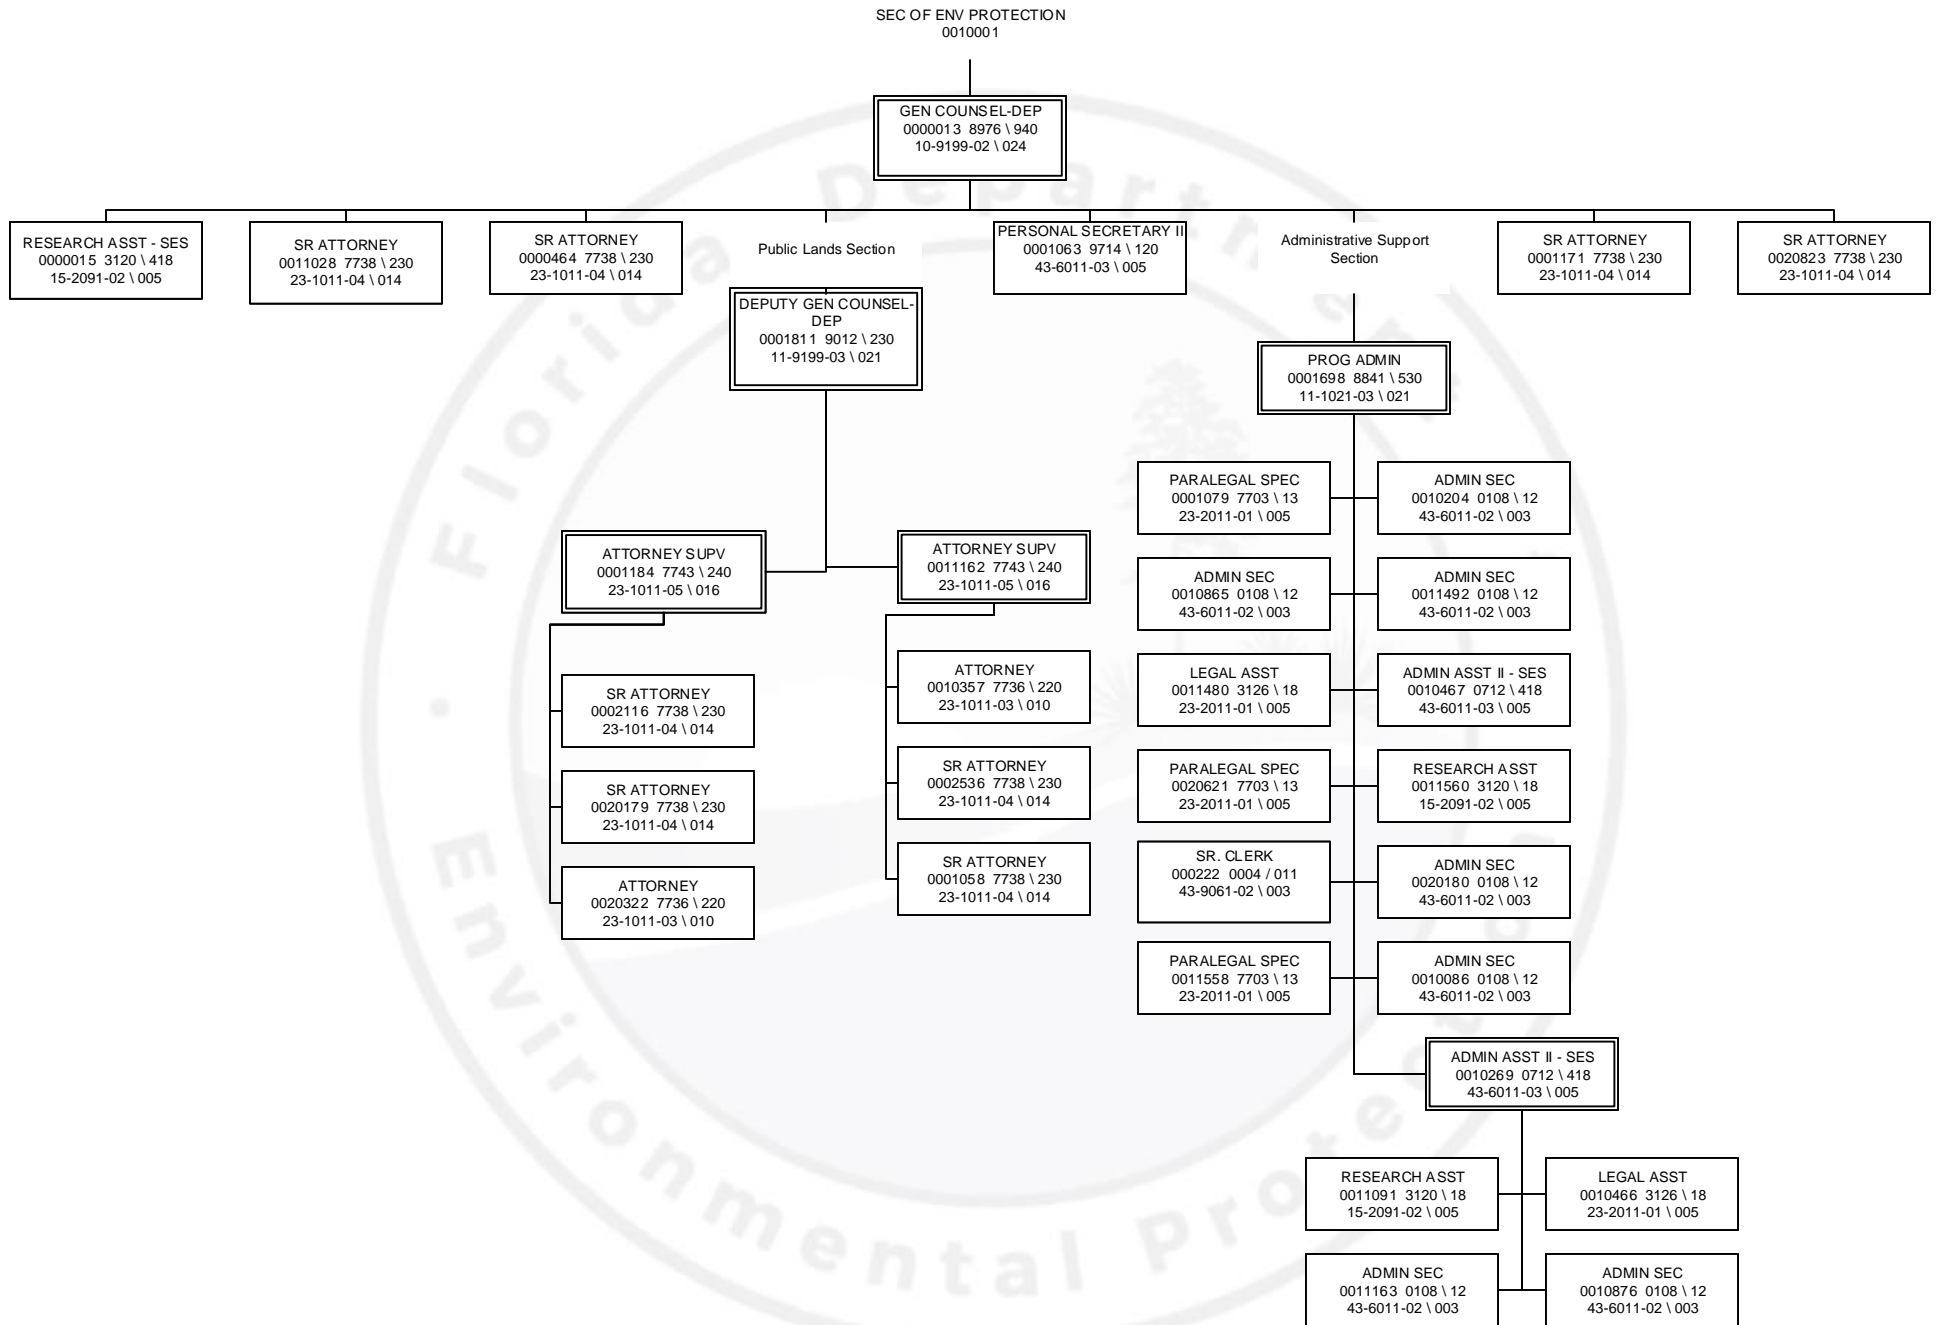 SEC OF ENV PROTECTION
0010001
GEN COUNSEL-DEP
0000013 8976 \ 940
10-9199-02 \ 024
RESEARCH ASST - SES
0000015 3120 \ 418
15-2091-02 \ 005
SR ATTORNEY
0011028 7738 \ 230
23-1011-04 \ 014
SR ATTORNEY
0000464 7738 \ 230
23-1011-04 \ 014
Public Lands Section
PERSONAL SECRETARY II
0001063 9714 \ 120
43-6011-03 \ 005
Administrative Support
Section
SR ATTORNEY
0001171 7738 \ 230
23-1011-04 \ 014
SR ATTORNEY
0020823 7738 \ 230
23-1011-04 \ 014
DEPUTY GEN COUNSEL-
DEP
0001811 9012 \ 230
11-9199-03 \ 021
PROG ADMIN
0001698 8841 \ 530
11-1021-03 \ 021
ATTORNEY SUPV
0001184 7743 \ 240
23-1011-05 \ 016
SR ATTORNEY
0002116 7738 \ 230
23-1011-04 \ 014
SR ATTORNEY
0020179 7738 \ 230
23-1011-04 \ 014
ATTORNEY
0020322 7736 \ 220
23-1011-03 \ 010
ATTORNEY SUPV
0011162 7743 \ 240
23-1011-05 \ 016
ATTORNEY
0010357 7736 \ 220
23-1011-03 \ 010
SR ATTORNEY
0002536 7738 \ 230
23-1011-04 \ 014
SR ATTORNEY
0001058 7738 \ 230
23-1011-04 \ 014
PARALEGAL SPEC
0001079 7703 \ 13
23-2011-01 \ 005
ADMIN SEC
0010204 0108 \ 12
43-6011-02 \ 003
ADMIN SEC
0010865 0108 \ 12
43-6011-02 \ 003
ADMIN SEC
0011492 0108 \ 12
43-6011-02 \ 003
LEGAL ASST
0011480 3126 \ 18
23-2011-01 \ 005
ADMIN ASST II - SES
0010467 0712 \ 418
43-6011-03 \ 005
PARALEGAL SPEC
0020621 7703 \ 13
23-2011-01 \ 005
RESEARCH ASST
0011560 3120 \ 18
15-2091-02 \ 005
SR. CLERK
000222 0004 / 011
43-9061-02 \ 003
ADMIN SEC
0020180 0108 \ 12
43-6011-02 \ 003
PARALEGAL SPEC
0011558 7703 \ 13
23-2011-01 \ 005
ADMIN SEC
0010086 0108 \ 12
43-6011-02 \ 003
ADMIN ASST II - SES
0010269 0712 \ 418
43-6011-03 \ 005
RESEARCH ASST
0011091 3120 \ 18
15-2091-02 \ 005
LEGAL ASST
0010466 3126 \ 18
23-2011-01 \ 005
ADMIN SEC
0011163 0108 \ 12
43-6011-02 \ 003
ADMIN SEC
0010876 0108 \ 12
43-6011-02 \ 003
Florida Department
Environmental Protection